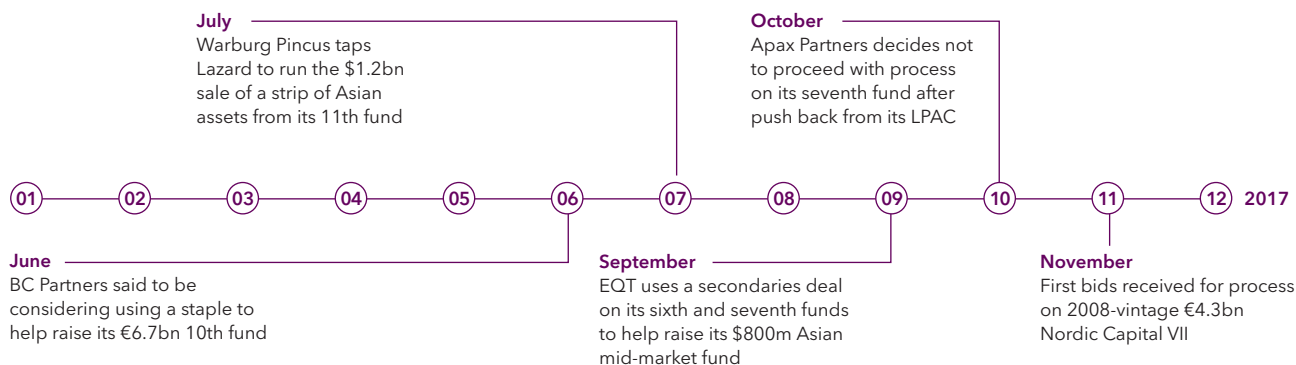 July
Warburg Pincus taps
Lazard to run the $1.2bn
sale of a strip of Asian
assets from its 11th fund
October
Apax Partners decides not
to proceed with process
on its seventh fund after
push back from its LPAC
01 02 03 04 05 06 07 08 09 10 11 12 2017
June
BC Partners said to be
considering using a staple to
help raise its €6.7bn 10th fund
September
EQT uses a secondaries deal
on its sixth and seventh funds
to help raise its $800m Asian
mid-market fund
November
First bids received for process
on 2008-vintage €4.3bn
Nordic Capital VII